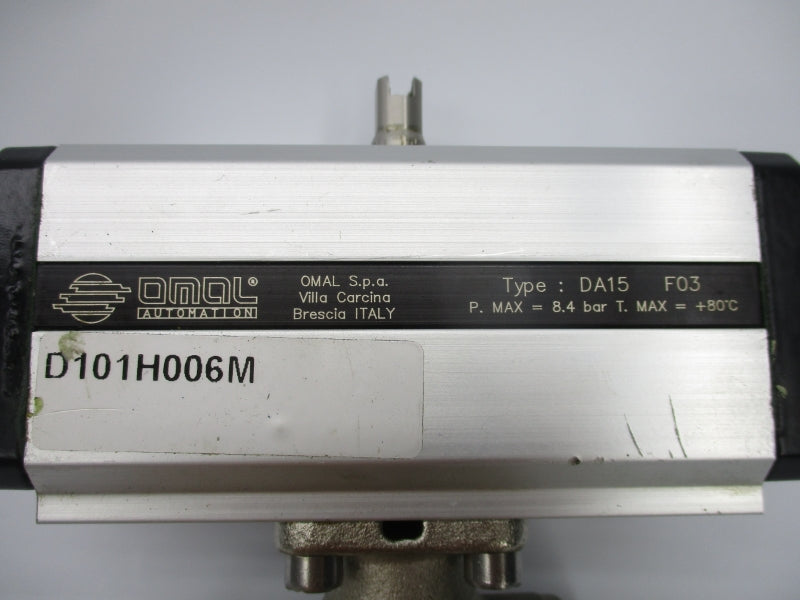 OMAL®
AUTOMATION
OMAL S.p.a.
Villa Carcina
Brescia ITALY
Type : DA15 F03
P. MAX = 8.4 bar T. MAX = +80°C
D101H006M